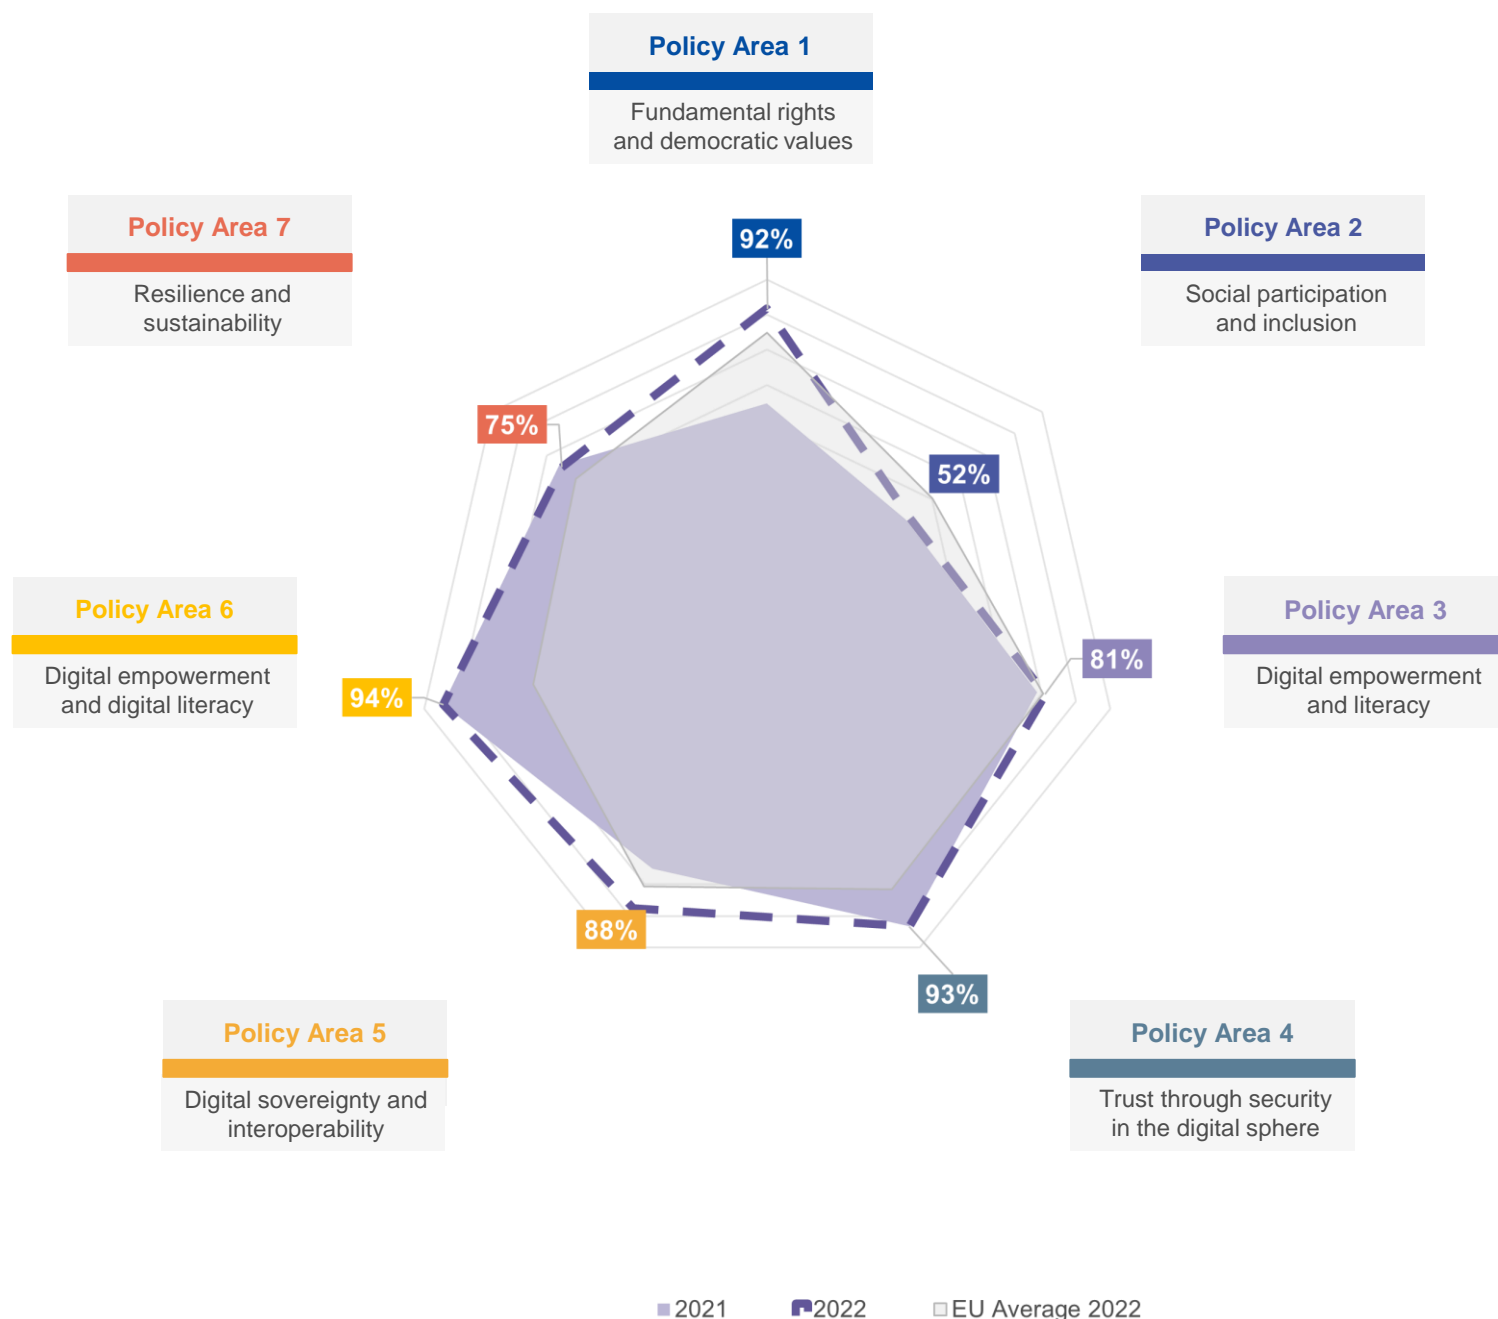 Policy Area 1
Fundamental rights
and democratic values
Policy Area 7
Resilience and
sustainability
Policy Area 2
Social participation
and inclusion
92%
75%
52%
Policy Area 6
Digital empowerment
and digital literacy
Policy Area 3
Digital empowerment
and literacy
81%
94%
88%
93%
Policy Area 5
Digital sovereignty and
interoperability
Policy Area 4
Trust through security
in the digital sphere
2021
2022
EU Average 2022